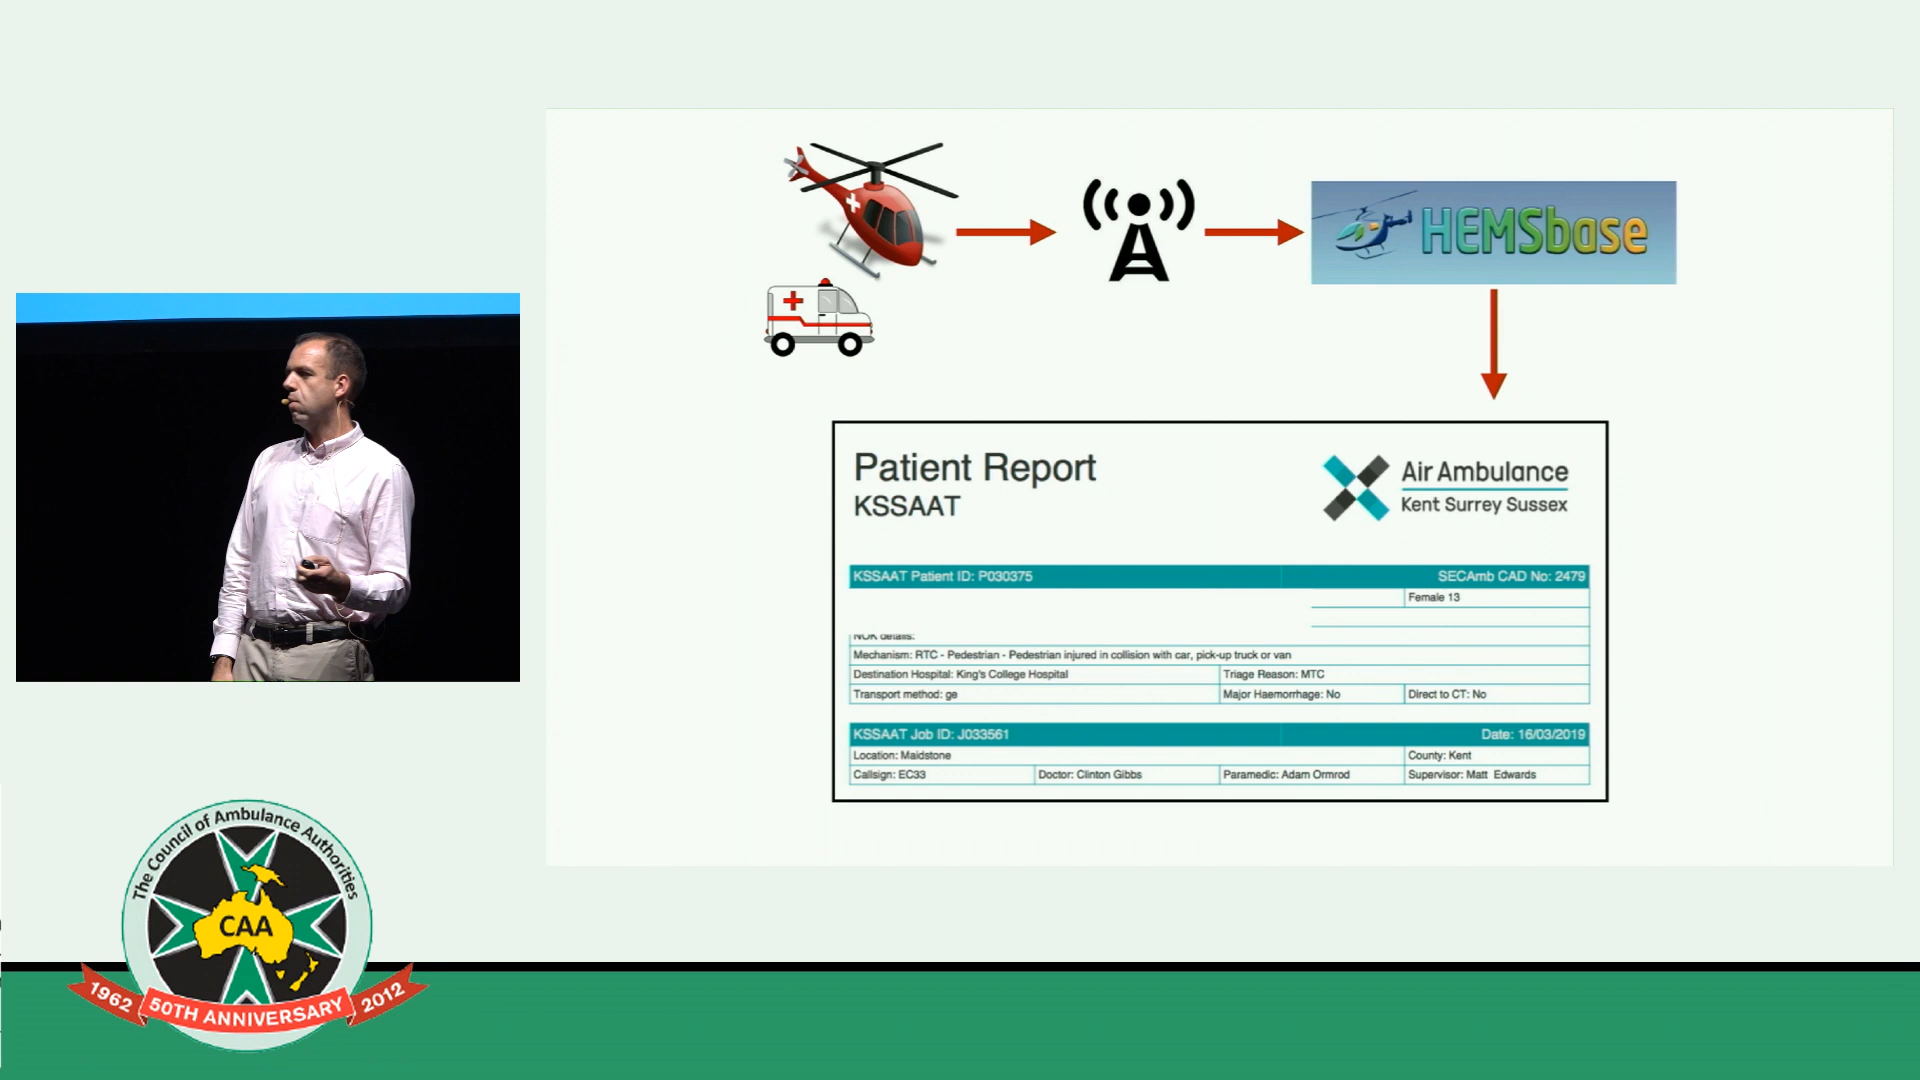 HEMSbase
Patient Report
KSSAAT
Air Ambulance
Kent Surrey Sussex
KSSAAT Patient ID: P030375 SECAmb CAD No: 2479
Female 13
NOK details:
Mechanism: RTC - Pedestrian - Pedestrian injured in collision with car, pick-up truck or van
Destination Hospital: King's College Hospital Triage Reason: MTC
Transport method: ge Major Haemorrhage: No Direct to CT: No
KSSAAT Job ID: J033561 Date: 16/03/2019
Location: Maidstone County: Kent
Callsign: EC33 Doctor: Clinton Gibbs Paramedic: Adam Ormrod Supervisor: Matt Edwards
The Council of Ambulance Authorities
CAA
1962 50TH ANNIVERSARY 2012